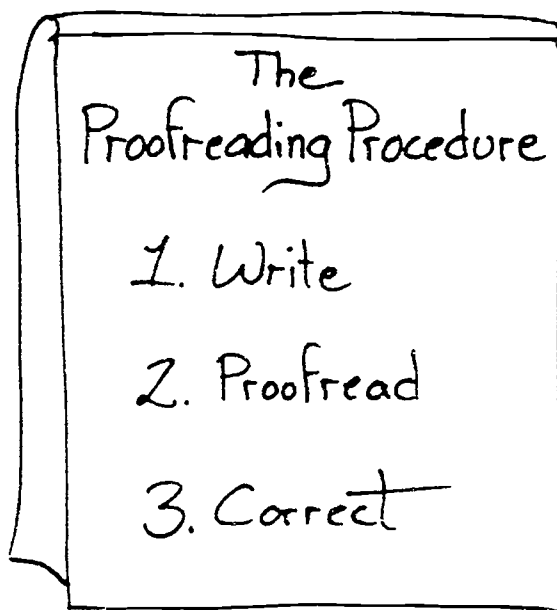 The
Proofreading Procedure
1. Write
2. Proofread
3. Correct